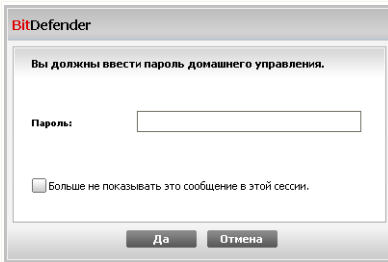 BitDefender
Вы должны ввести пароль домашнего управления.
Пароль:
Больше не показывать это сообщение в этой сессии.
Да
Отмена